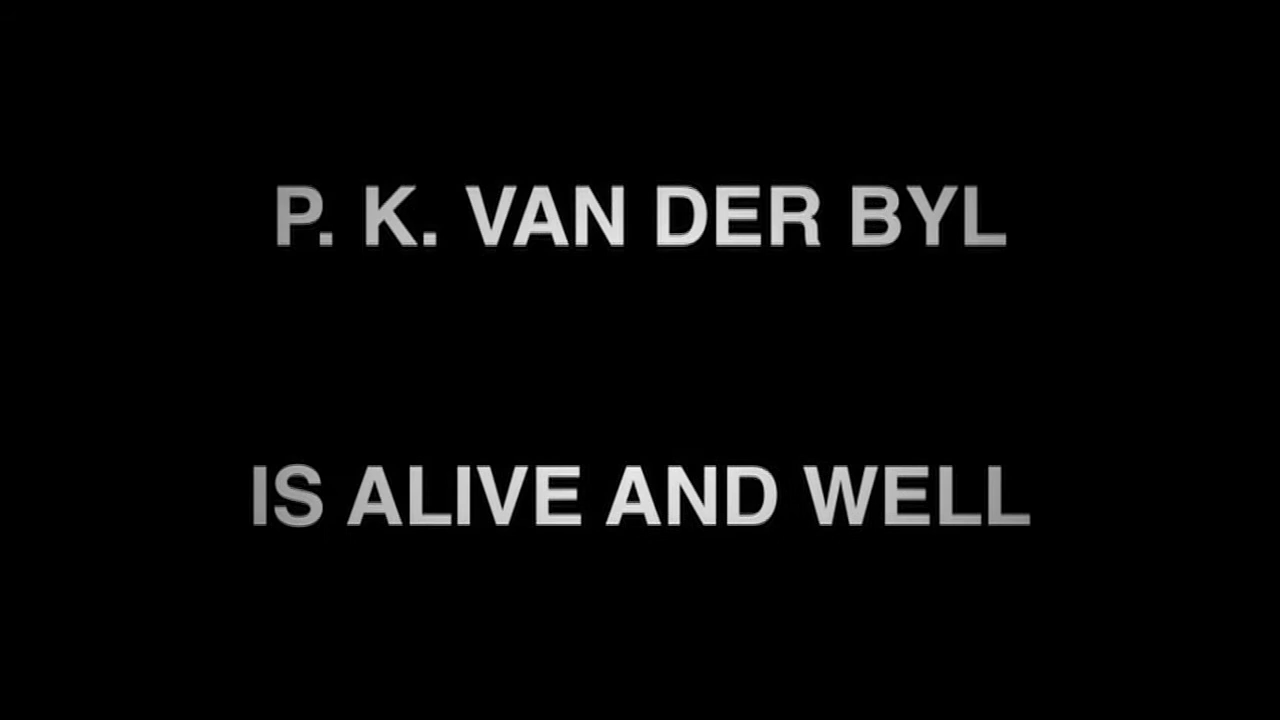 P. K. VAN DER BYL
IS ALIVE AND WELL